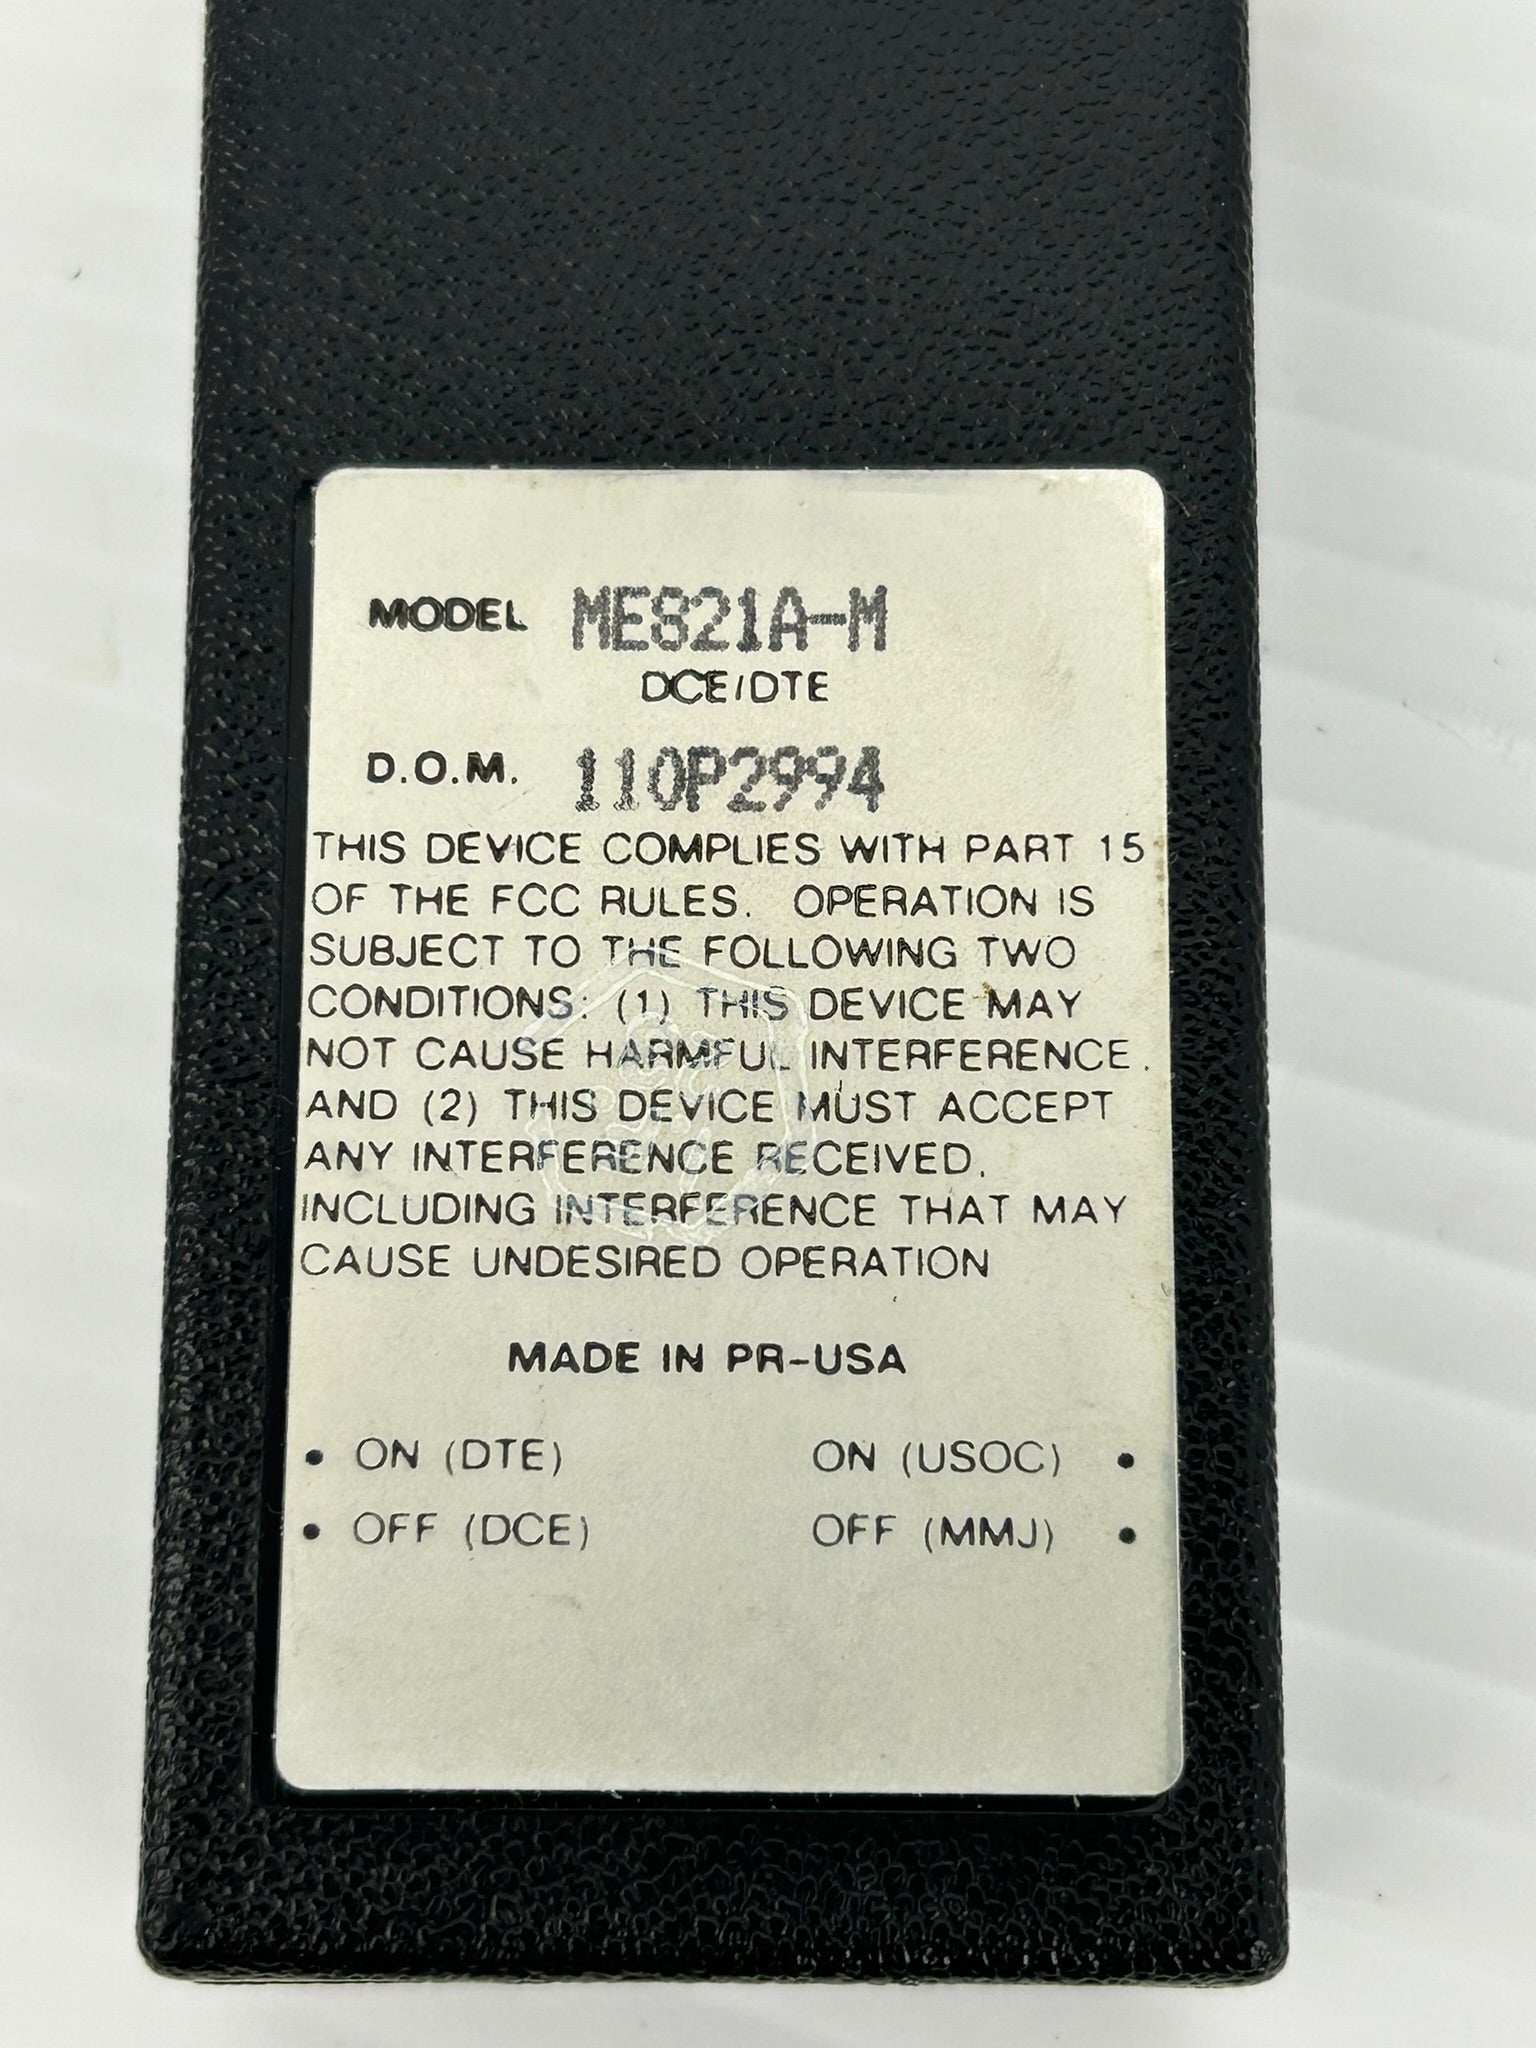 MODEL ME821A-M
DCE/DTE
D.O.M. 110P2994
THIS DEVICE COMPLIES WITH PART 15
OF THE FCC RULES. OPERATION IS
SUBJECT TO THE FOLLOWING TWO
CONDITIONS: (1) THIS DEVICE MAY
NOT CAUSE HARMFUL INTERFERENCE.
AND (2) THIS DEVICE MUST ACCEPT
ANY INTERFERENCE RECEIVED,
INCLUDING INTERFERENCE THAT MAY
CAUSE UNDESIRED OPERATION
MADE IN PR-USA
• ON (DTE) ON (USOC) •
• OFF (DCE) OFF (MMJ) •